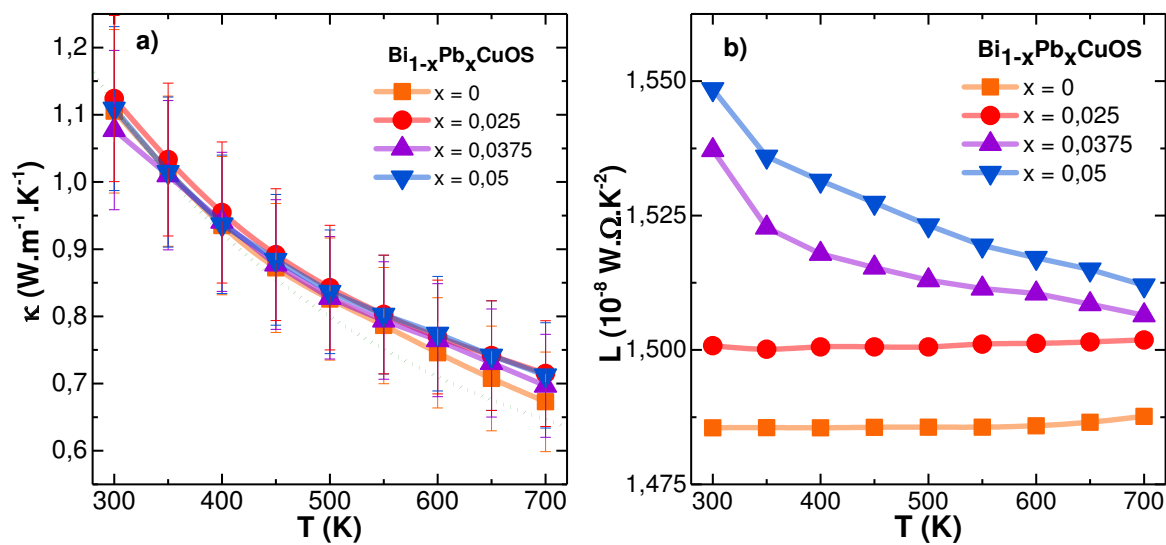 a)
Bi1-xPbxCuOS
x = 0
x = 0,025
x = 0,0375
x = 0,05
κ (W.m-1.K-1)
1,2
1,1
1,0
0,9
0,8
0,7
0,6
300 400 500 600 700
T (K)
b)
Bi1-xPbxCuOS
x = 0
x = 0,025
x = 0,0375
x = 0,05
L (10-8 W.Ω.K-2)
1,550
1,525
1,500
1,475
300 400 500 600 700
T (K)